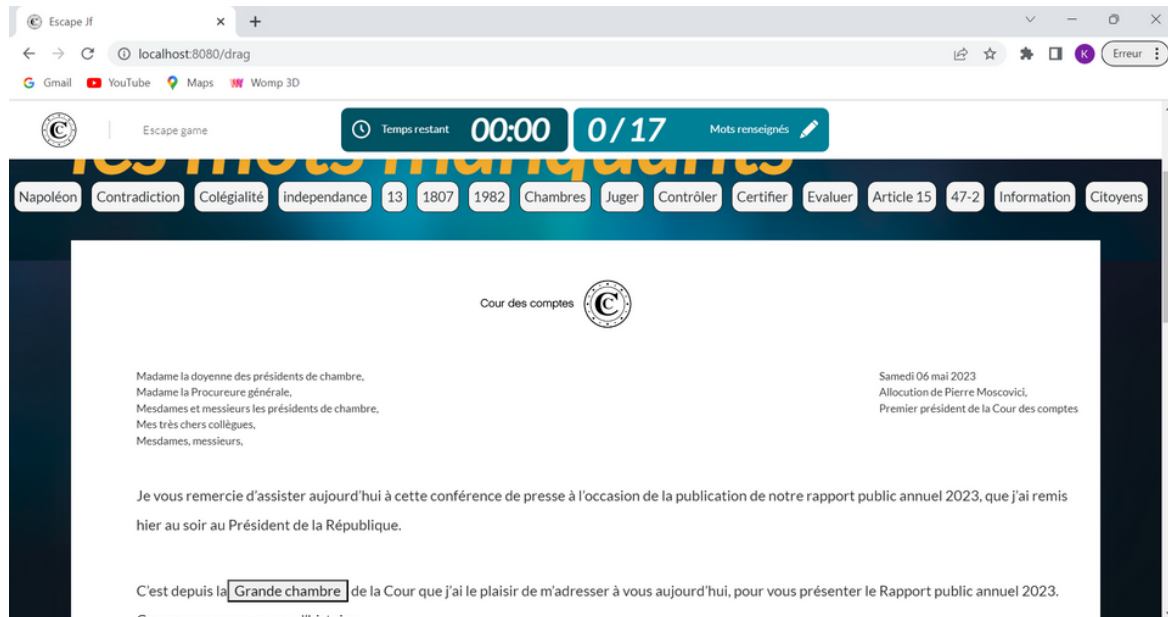 Escape Jf
localhost:8080/drag
Erreur
Gmail YouTube Maps Womp 3D
Escape game
Temps restant 00:00 0/17 Mots renseignés
les mots manquants
Napoléon Contradiction Colégialité independance 13 1807 1982 Chambres Juger Contrôler Certifier Evaluer Article 15 47-2 Information Citoyens
Cour des comptes
Madame la doyenne des présidents de chambre,
Madame la Procureure générale,
Mesdames et messieurs les présidents de chambre,
Mes très chers collègues,
Mesdames, messieurs,
Samedi 06 mai 2023
Allocution de Pierre Moscovici,
Premier président de la Cour des comptes
Je vous remercie d'assister aujourd'hui à cette conférence de presse à l'occasion de la publication de notre rapport public annuel 2023, que j'ai remis
hier au soir au Président de la République.
C'est depuis la Grande chambre de la Cour que j'ai le plaisir de m'adresser à vous aujourd'hui, pour vous présenter le Rapport public annuel 2023.